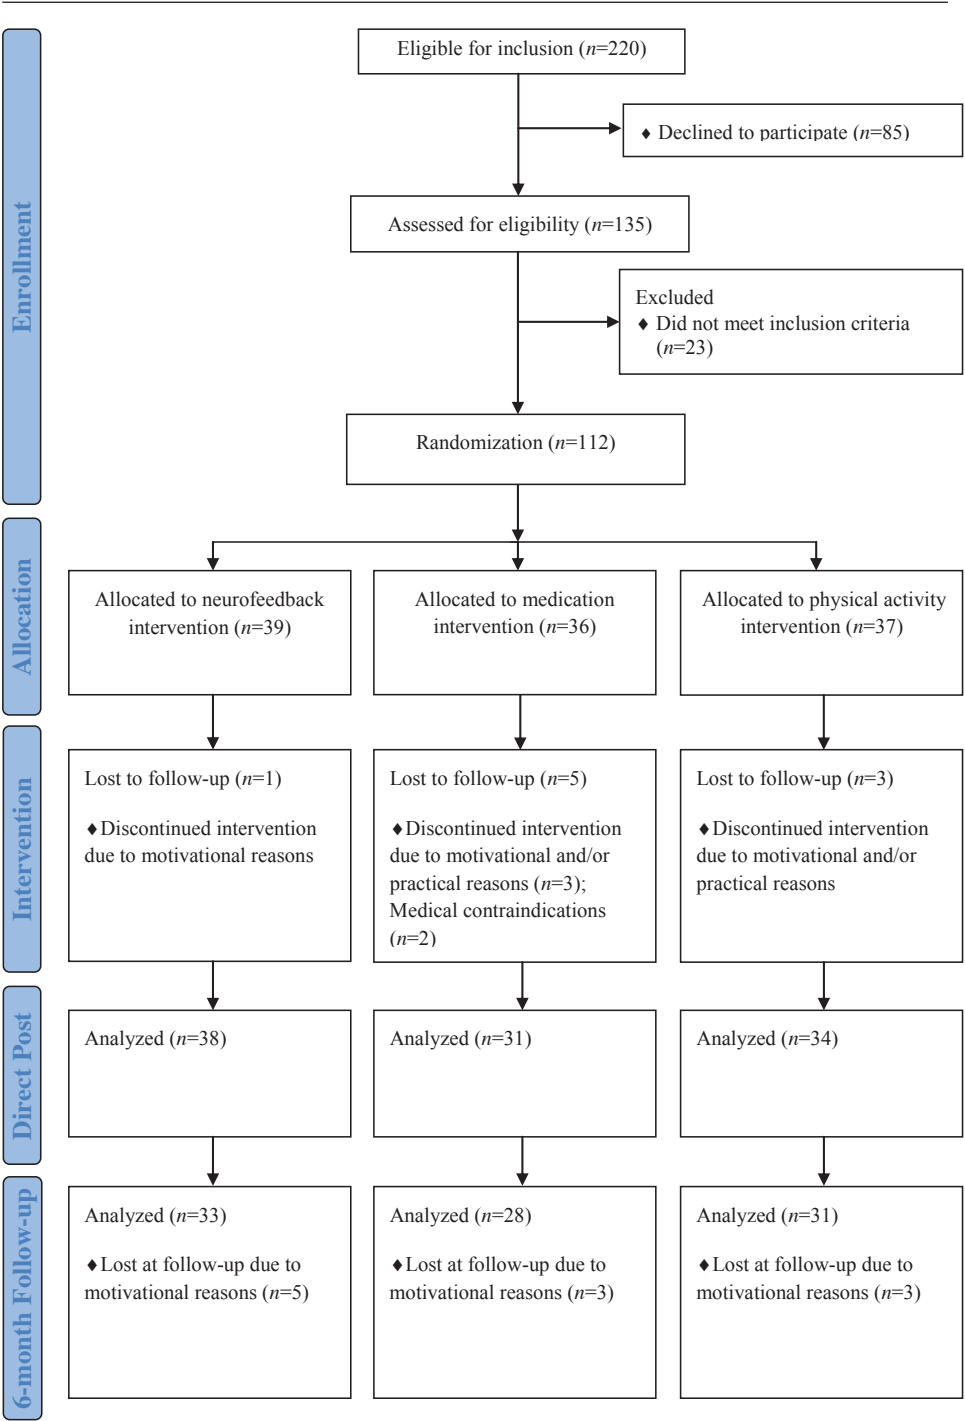 Eligible for inclusion (n=220)
♦ Declined to participate (n=85)
Assessed for eligibility (n=135)
Excluded
♦ Did not meet inclusion criteria
(n=23)
Randomization (n=112)
Enrollment
Allocation
Allocated to neurofeedback
intervention (n=39)
Allocated to medication
intervention (n=36)
Allocated to physical activity
intervention (n=37)
Intervention
Lost to follow-up (n=1)
♦Discontinued intervention
due to motivational reasons
Lost to follow-up (n=5)
♦Discontinued intervention
due to motivational and/or
practical reasons (n=3);
Medical contraindications
(n=2)
Lost to follow-up (n=3)
♦Discontinued intervention
due to motivational and/or
practical reasons
Direct Post
Analyzed (n=38)
Analyzed (n=31)
Analyzed (n=34)
6-month Follow-up
Analyzed (n=33)
♦Lost at follow-up due to
motivational reasons (n=5)
Analyzed (n=28)
♦Lost at follow-up due to
motivational reasons (n=3)
Analyzed (n=31)
♦Lost at follow-up due to
motivational reasons (n=3)